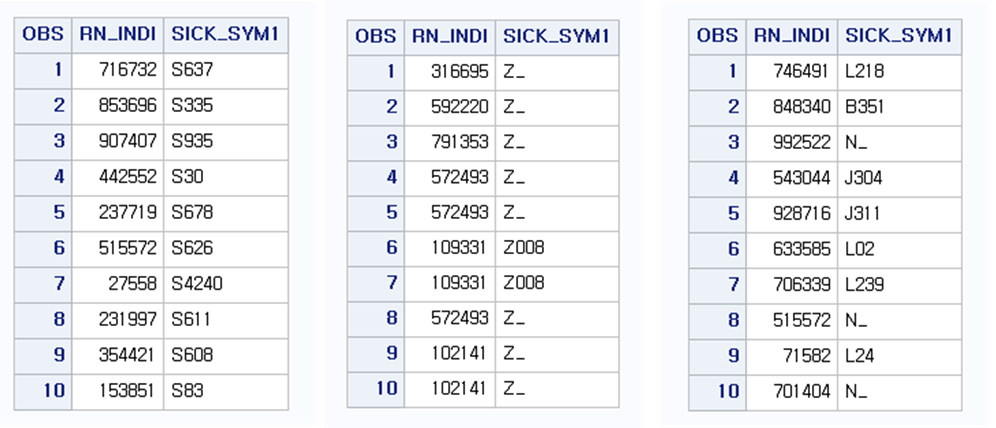 OBS RN_INDI SICK_SYM1
1 716732 S637
2 853696 S335
3 907407 S935
4 442552 S30
5 237719 S678
6 515572 S626
7 27558 S4240
8 231997 S611
9 354421 S608
10 153851 S83
OBS RN_INDI SICK_SYM1
1 316695 Z_
2 592220 Z_
3 791353 Z_
4 572493 Z_
5 572493 Z_
6 109331 Z008
7 109331 Z008
8 572493 Z_
9 102141 Z_
10 102141 Z_
OBS RN_INDI SICK_SYM1
1 746491 L218
2 848340 B351
3 992522 N_
4 543044 J304
5 928716 J311
6 633585 L02
7 706339 L239
8 515572 N_
9 71582 L24
10 701404 N_